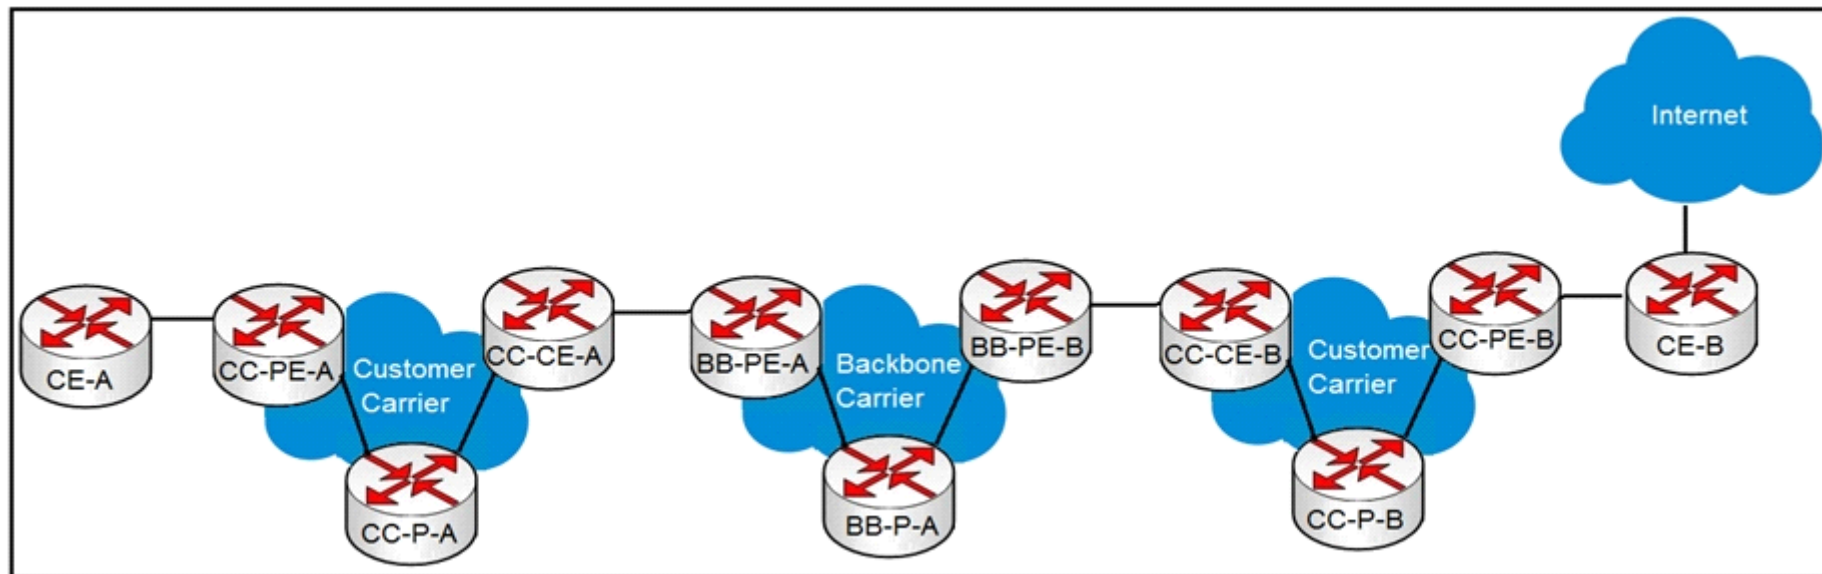 Internet
CE-A
CC-PE-A
Customer
Carrier
CC-CE-A
BB-PE-A
Backbone
Carrier
BB-PE-B
CC-CE-B
Customer
Carrier
CC-PE-B
CE-B
CC-P-A
BB-P-A
CC-P-B